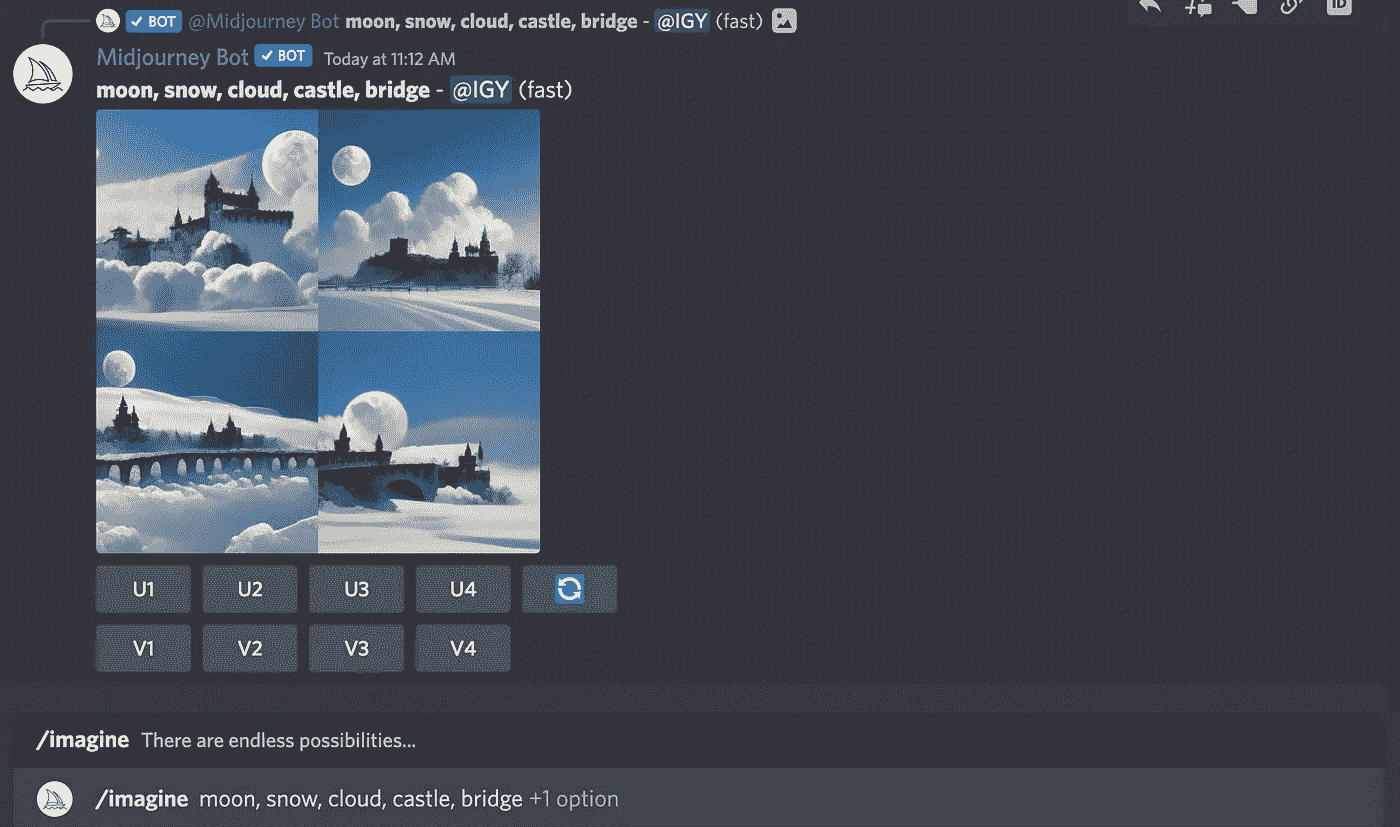 ✓ BOT @Midjourney Bot moon, snow, cloud, castle, bridge - @IGY (fast)
Midjourney Bot ✓ BOT Today at 11:12 AM
moon, snow, cloud, castle, bridge - @IGY (fast)
U1 U2 U3 U4
V1 V2 V3 V4
/imagine There are endless possibilities...
/imagine moon, snow, cloud, castle, bridge +1 option
ID